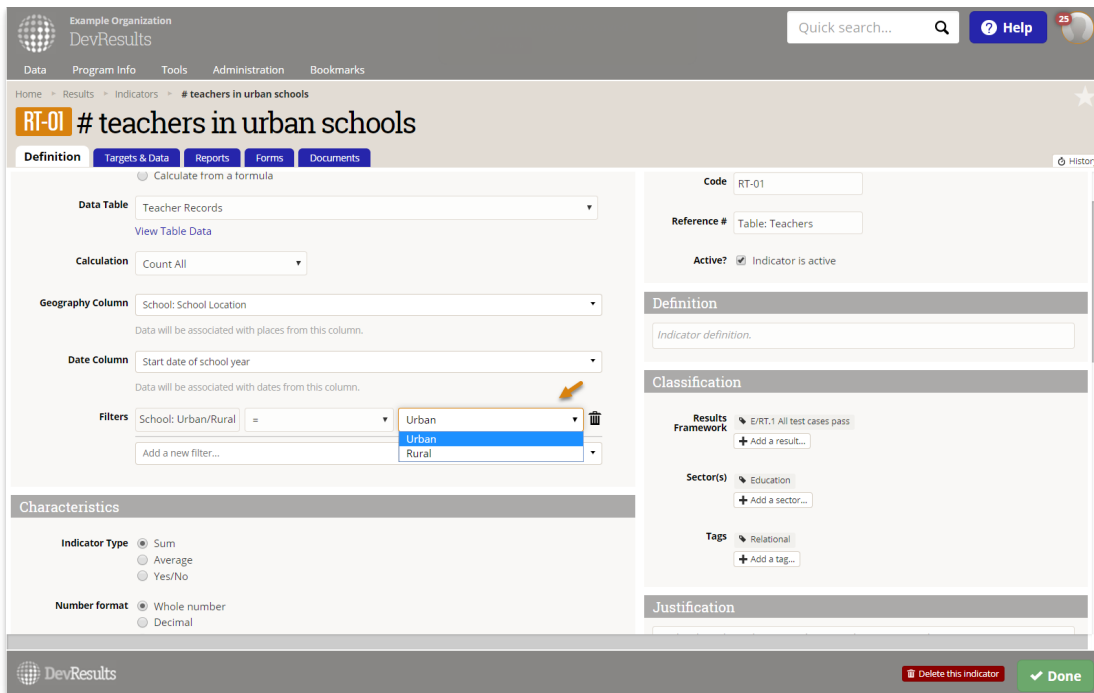 Example Organization
DevResults
Quick search...
? Help
25
Data Program Info Tools Administration Bookmarks
Home Results Indicators # teachers in urban schools
RT-01 # teachers in urban schools
Definition Targets & Data Reports Forms Documents
History
Calculate from a formula
Data Table Teacher Records
View Table Data
Calculation Count All
Geography Column School: School Location
Data will be associated with places from this column.
Date Column Start date of school year
Data will be associated with dates from this column.
Filters School: Urban/Rural = Urban
Urban
Rural
Add a new filter...
Characteristics
Indicator Type Sum
Average
Yes/No
Number format Whole number
Decimal
Code RT-01
Reference # Table: Teachers
Active? Indicator is active
Definition
Indicator definition.
Classification
Results Framework E/RT.1 All test cases pass
+ Add a result...
Sector(s) Education
+ Add a sector...
Tags Relational
+ Add a tag...
Justification
DevResults
Delete this indicator
Done